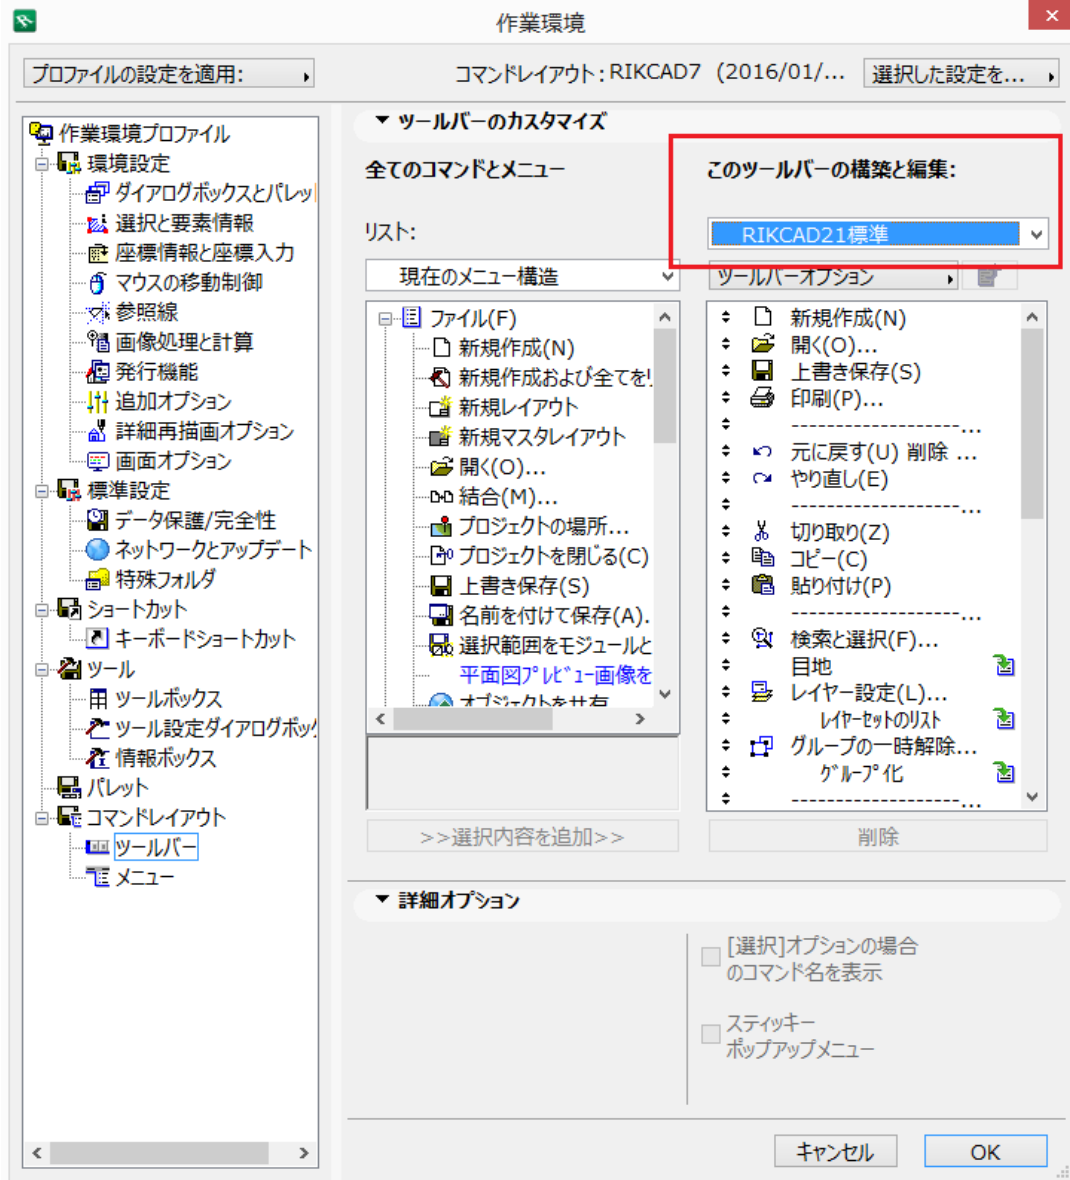 作業環境
プロファイルの設定を適用:
コマンドレイアウト : RIKCAD7 (2016/01/...
選択した設定を...
作業環境プロファイル
環境設定
ダイアログボックスとパレッ
選択と要素情報
座標情報と座標入力
マウスの移動制御
参照線
画像処理と計算
発行機能
追加オプション
詳細再描画オプション
画面オプション
標準設定
データ保護/完全性
ネットワークとアップデート
特殊フォルダ
ショートカット
キーボードショートカット
ツール
ツールボックス
ツール設定ダイアログボッ
情報ボックス
パレット
コマンドレイアウト
ツールバー
メニュー
ツールバーのカスタマイズ
全てのコマンドとメニュー
リスト:
現在のメニュー構造
ファイル(F)
新規作成(N)
新規作成および全てをリ
新規レイアウト
新規マスタレイアウト
開く(O)...
結合(M)...
プロジェクトの場所...
プロジェクトを閉じる(C)
上書き保存(S)
名前を付けて保存(A).
選択範囲をモジュールと
平面図プレビュー画像を
オブジェクトを共有
>>選択内容を追加>>
このツールバーの構築と編集:
RIKCAD21標準
ツールバーオプション
新規作成(N)
開く(O)...
上書き保存(S)
印刷(P)...
-------------------...
元に戻す(U) 削除 ...
やり直し(E)
-------------------...
切り取り(Z)
コピー(C)
貼り付け(P)
-------------------...
検索と選択(F)...
目地
レイヤー設定(L)...
レイヤーセットのリスト
グループの一時解除...
グループ化
-------------------...
削除
詳細オプション
[選択]オプションの場合
のコマンド名を表示
スティッキー
ポップアップメニュー
キャンセル
OK